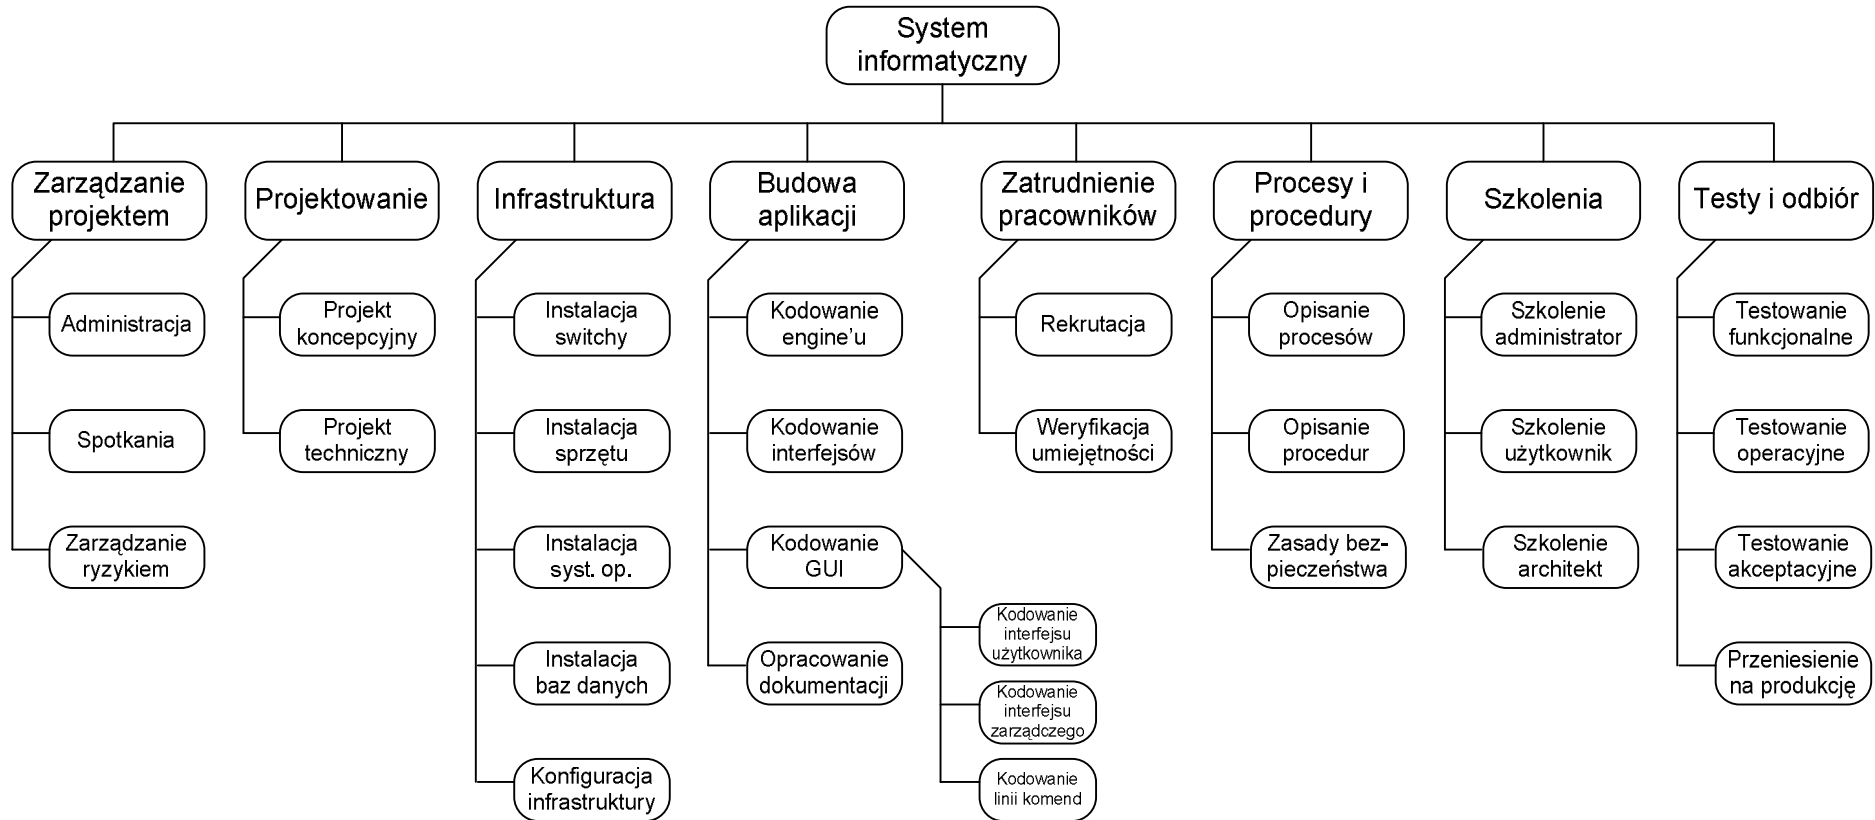 System
informatyczny
Zarządzanie
projektem
Projektowanie
Infrastruktura
Budowa
aplikacji
Zatrudnienie
pracowników
Procesy i
procedury
Szkolenia
Testy i odbiór
Administracja
Spotkania
Zarządzanie
ryzykiem
Projekt
koncepcyjny
Projekt
techniczny
Instalacja
switchy
Instalacja
sprzętu
Instalacja
syst. op.
Instalacja
baz danych
Konfiguracja
infrastruktury
Kodowanie
engine’u
Kodowanie
interfejsów
Kodowanie
GUI
Opracowanie
dokumentacji
Kodowanie
interfejsu
użytkownika
Kodowanie
interfejsu
zarządczego
Kodowanie
linii komend
Rekrutacja
Weryfikacja
umiejętności
Opisanie
procesów
Opisanie
procedur
Zasady bez-
pieczeństwa
Szkolenie
administrator
Szkolenie
użytkownik
Szkolenie
architekt
Testowanie
funkcjonalne
Testowanie
operacyjne
Testowanie
akceptacyjne
Przeniesienie
na produkcję